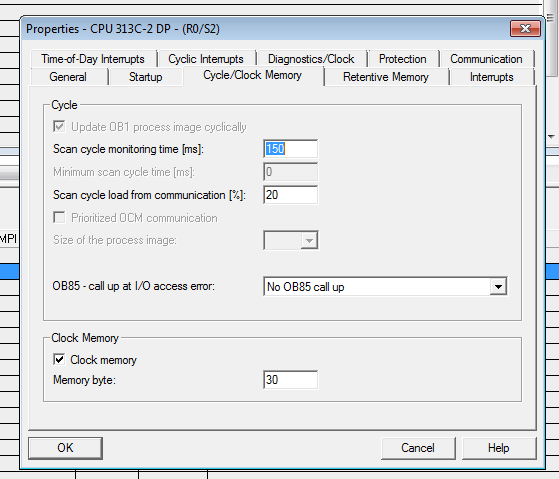 Properties - CPU 313C-2 DP - (R0/S2)
Time-of-Day Interrupts Cyclic Interrupts Diagnostics/Clock Protection Communication
General Startup Cycle/Clock Memory Retentive Memory Interrupts
Cycle
Update OB1 process image cyclically
Scan cycle monitoring time [ms]: 150
Minimum scan cycle time [ms]: 0
Scan cycle load from communication [%]: 20
Prioritized OCM communication
Size of the process image:
MPI
OB85 - call up at I/O access error: No OB85 call up
Clock Memory
Clock memory
Memory byte: 30
OK Cancel Help